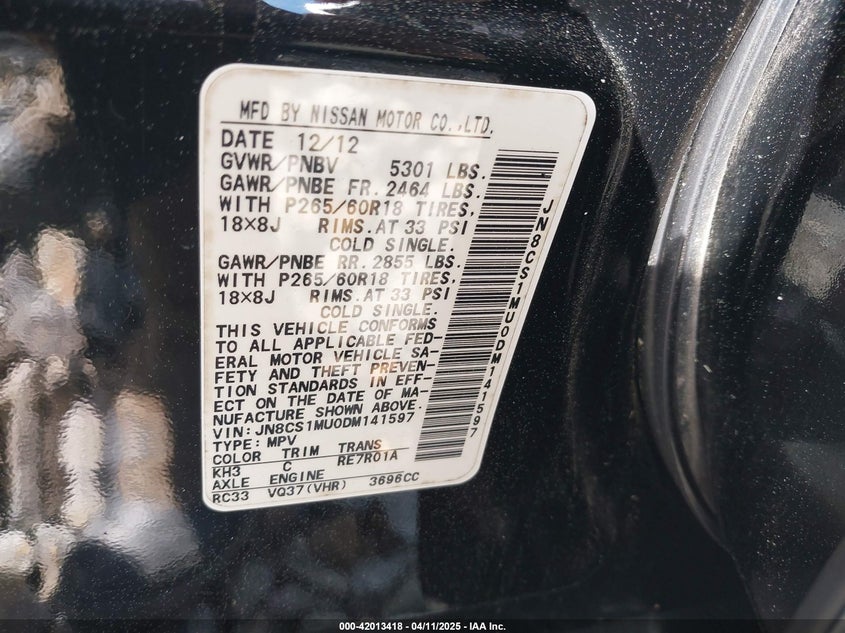 MFD BY NISSAN MOTOR CO.,LTD.
DATE 12/12
GVWR/PNBV 5301 LBS.
GAWR/PNBE FR. 2464 LBS.
WITH P265/60R18 TIRES,
18×8J RIMS. AT 33 PSI
COLD SINGLE.
GAWR/PNBE RR. 2855 LBS.
WITH P265/60R18 TIRES,
18×8J RIMS. AT 33 PSI
COLD SINGLE.
THIS VEHICLE CONFORMS
TO ALL APPLICABLE FED-
ERAL MOTOR VEHICLE SA-
FETY AND THEFT PREVEN-
TION STANDARDS IN EFF-
ECT ON THE DATE OF MA-
NUFACTURE SHOWN ABOVE.
VIN: JN8CS1MU0DM141597
TYPE: MPV
COLOR TRIM TRANS
KH3 C RE7R01A
AXLE ENGINE
RC33 VQ37(VHR) 3696CC
JN8CS1MU0DM141597
000-42013418 - 04/11/2025 - IAA Inc.